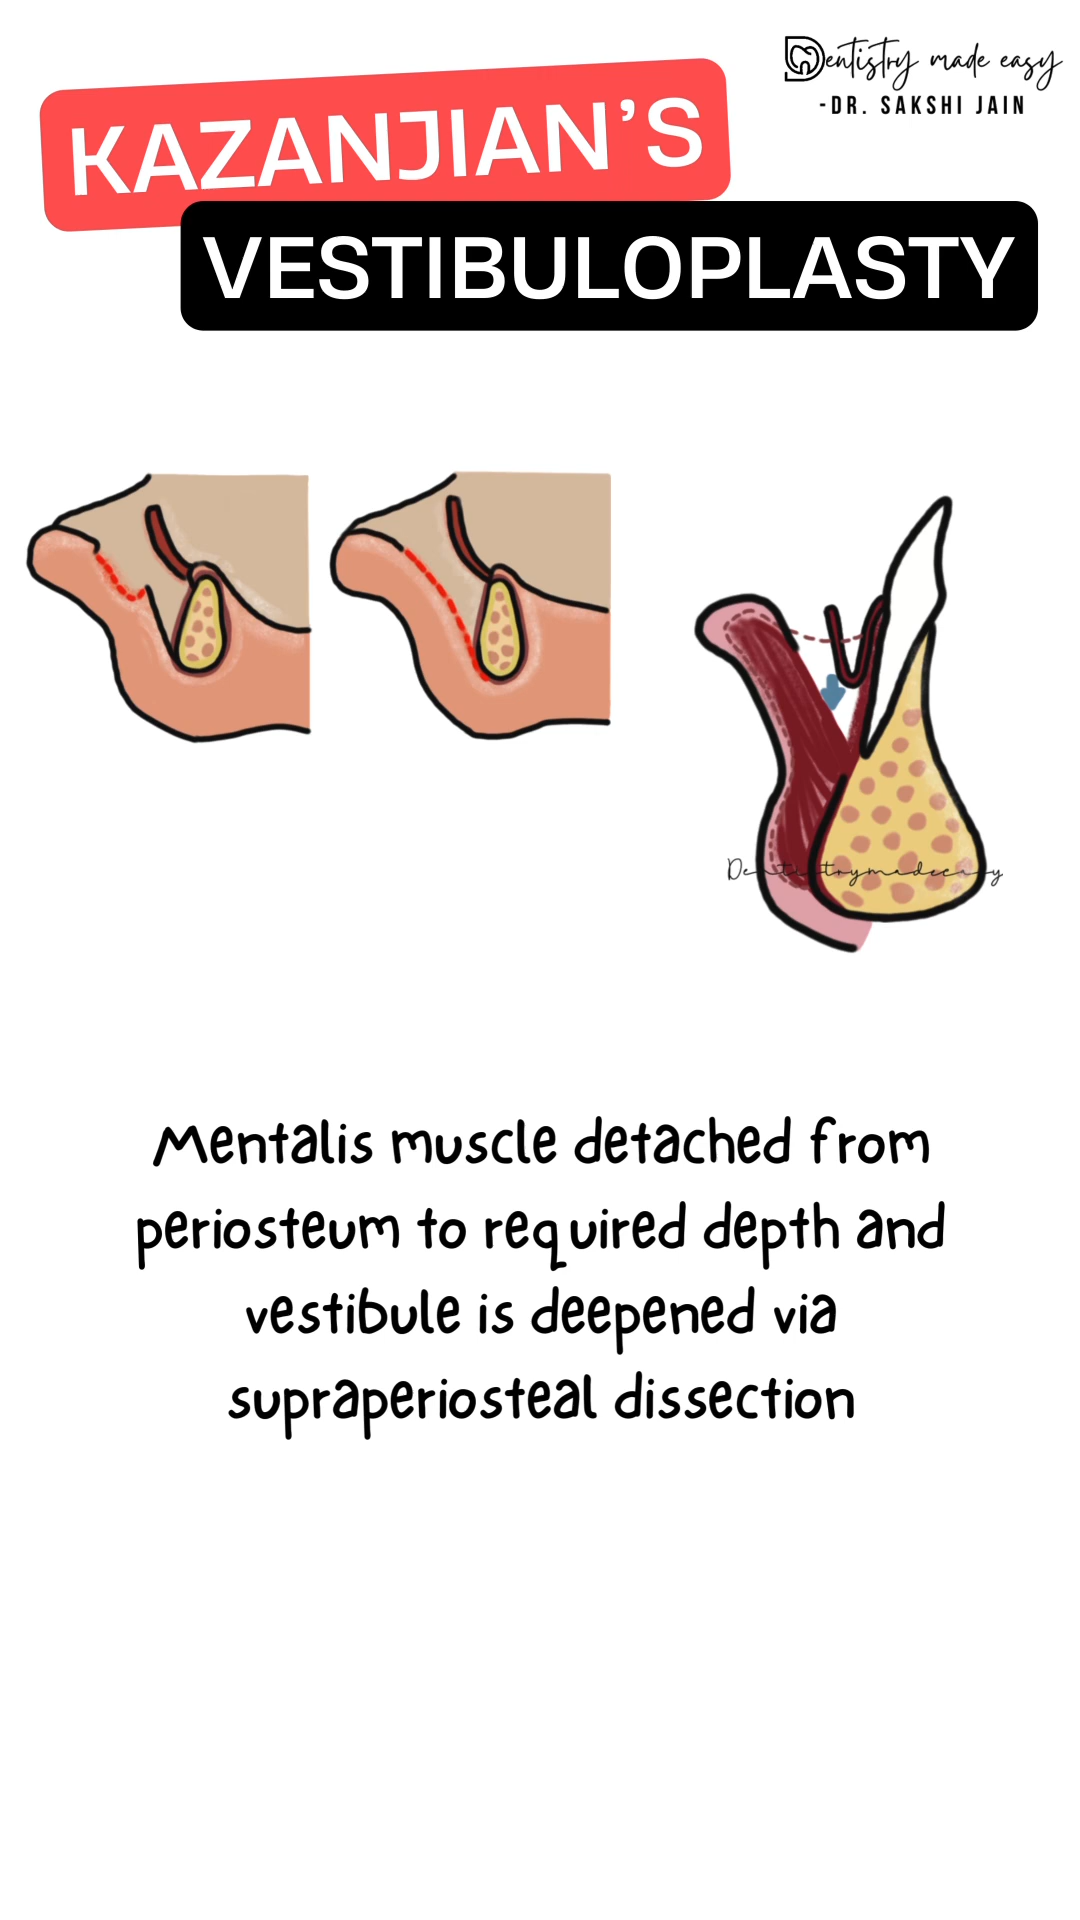 Dentistry made easy
-DR. SAKSHI JAIN
KAZANJIAN'S
VESTIBULOPLASTY
Dentistrymadeeasy
Mentalis muscle detached from
periosteum to required depth and
vestibule is deepened via
supraperiosteal dissection